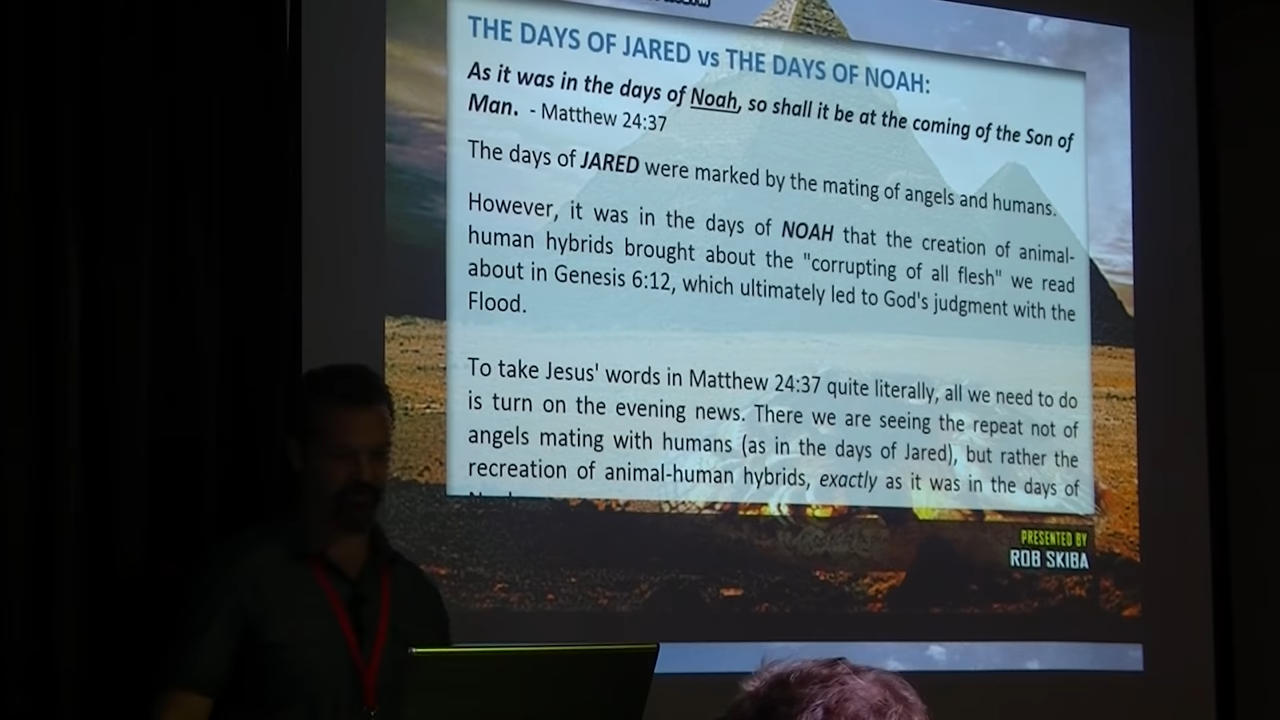 THE DAYS OF JARED vs THE DAYS OF NOAH:
As it was in the days of Noah, so shall it be at the coming of the Son of
Man. - Matthew 24:37
The days of JARED were marked by the mating of angels and humans.
However, it was in the days of NOAH that the creation of animal-
human hybrids brought about the "corrupting of all flesh" we read
about in Genesis 6:12, which ultimately led to God's judgment with the
Flood.
To take Jesus' words in Matthew 24:37 quite literally, all we need to do
is turn on the evening news. There we are seeing the repeat not of
angels mating with humans (as in the days of Jared), but rather the
recreation of animal-human hybrids, exactly as it was in the days of
PRESENTED BY
ROB SKIBA